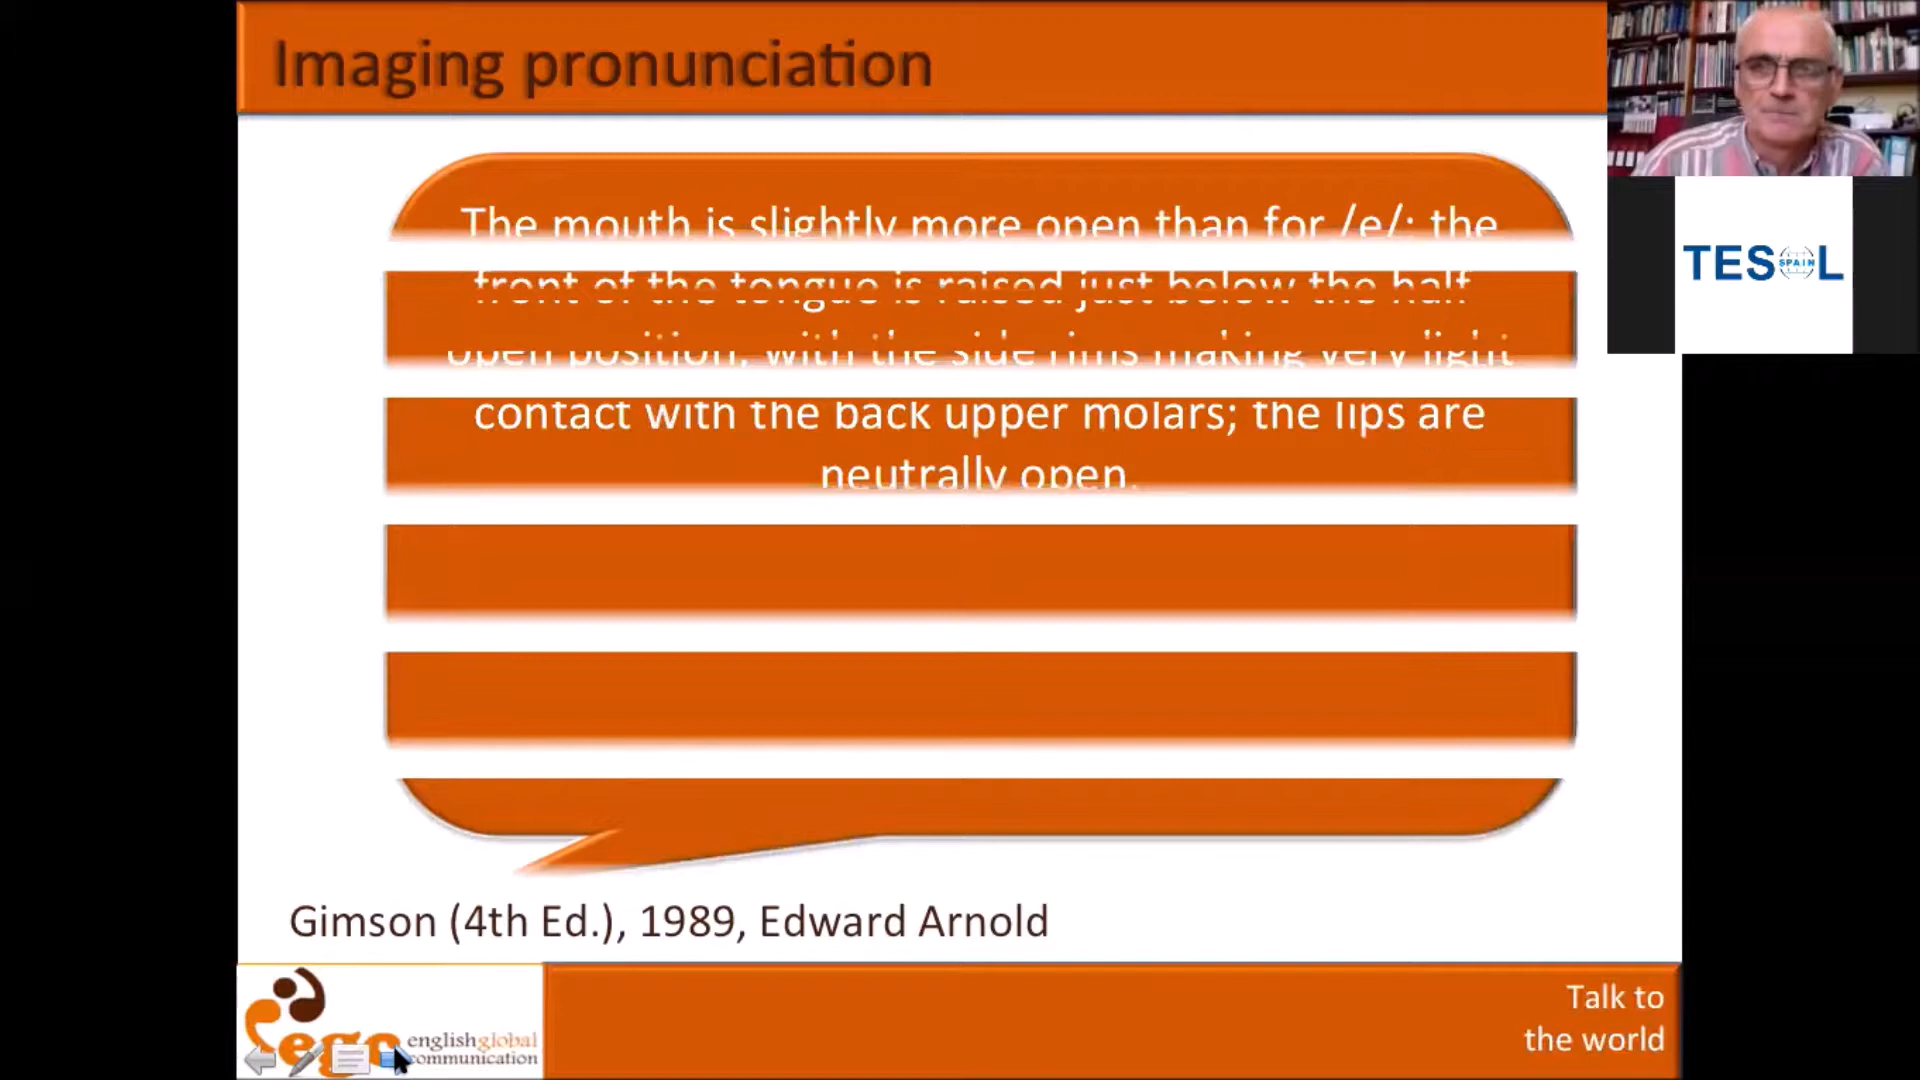 Imaging pronunciation
The mouth is slightly more open than for /e/; the
front of the tongue is raised just below the half
open position, with the side rims making very light
contact with the back upper molars; the lips are
neutrally open.
TESOL
SPAIN
Gimson (4th Ed.), 1989, Edward Arnold
ego
englishglobal
communication
Talk to
the world